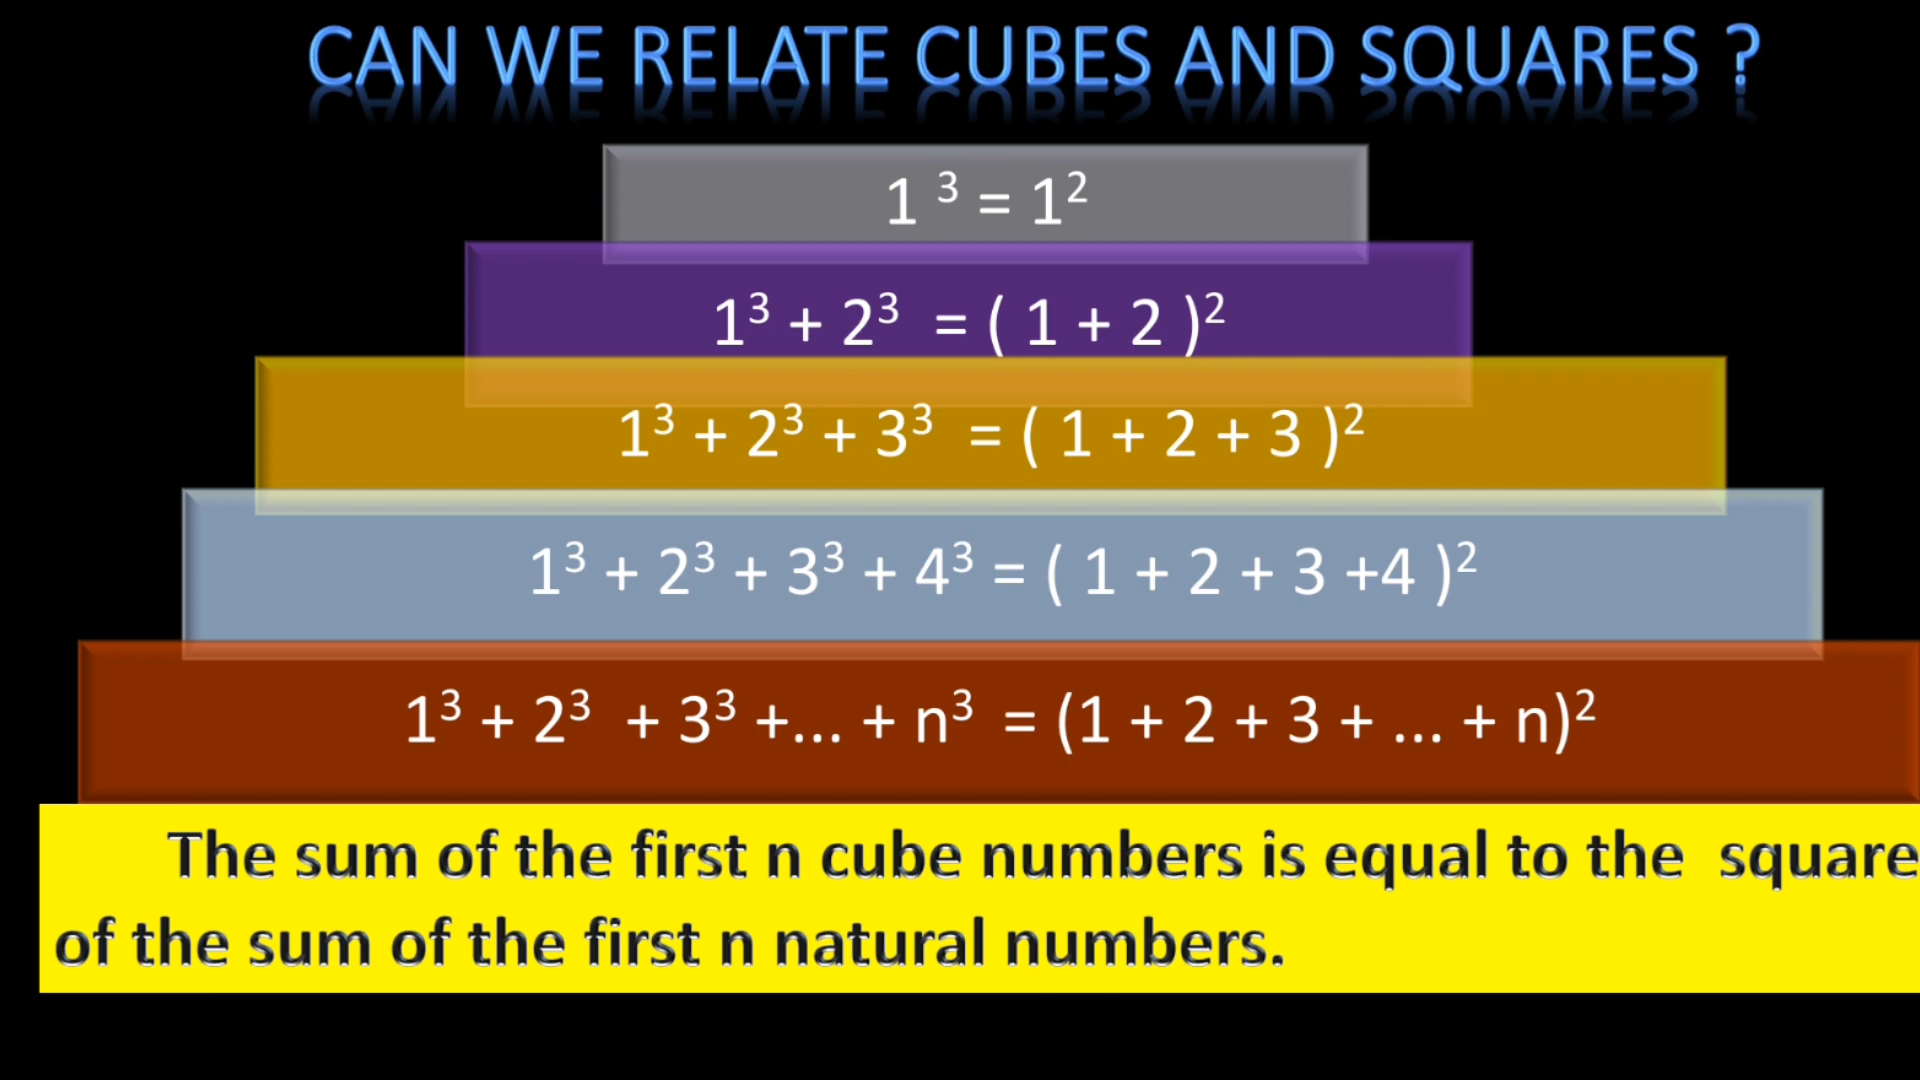 CAN WE RELATE CUBES AND SQUARES ?
1 ³ = 1²
1³ + 2³ = ( 1 + 2 )²
1³ + 2³ + 3³ = ( 1 + 2 + 3 )²
1³ + 2³ + 3³ + 4³ = ( 1 + 2 + 3 +4 )²
1³ + 2³ + 3³ +... + n³ = (1 + 2 + 3 + ... + n)²
The sum of the first n cube numbers is equal to the square
of the sum of the first n natural numbers.